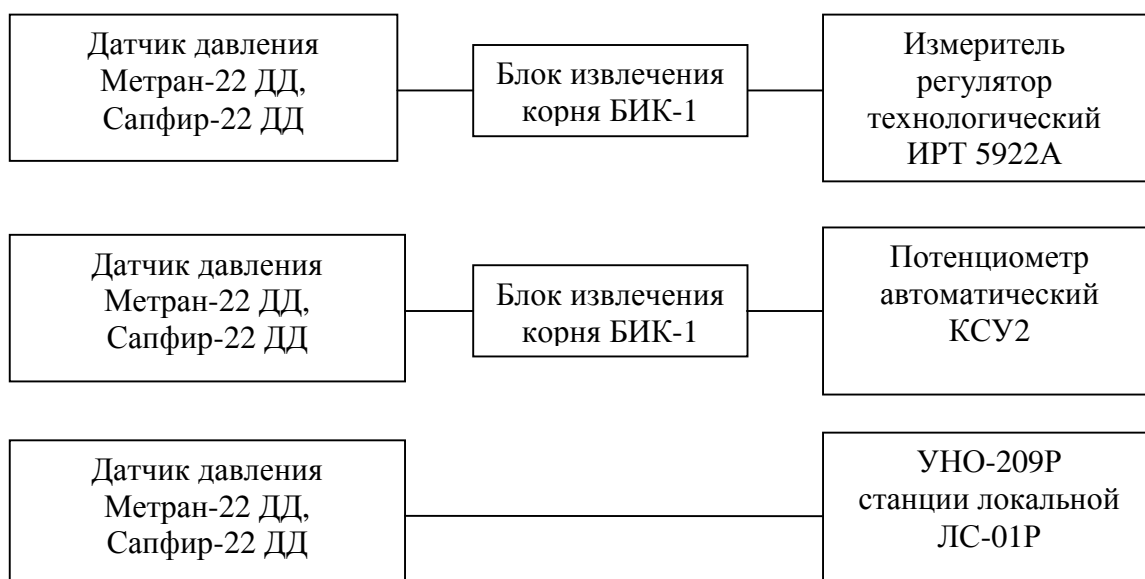 Датчик давления
Метран-22 ДД,
Сапфир-22 ДД
Блок извлечения
корня БИК-1
Измеритель
регулятор
технологический
ИРТ 5922А
Датчик давления
Метран-22 ДД,
Сапфир-22 ДД
Блок извлечения
корня БИК-1
Потенциометр
автоматический
КСУ2
Датчик давления
Метран-22 ДД,
Сапфир-22 ДД
УНО-209Р
станции локальной
ЛС-01Р